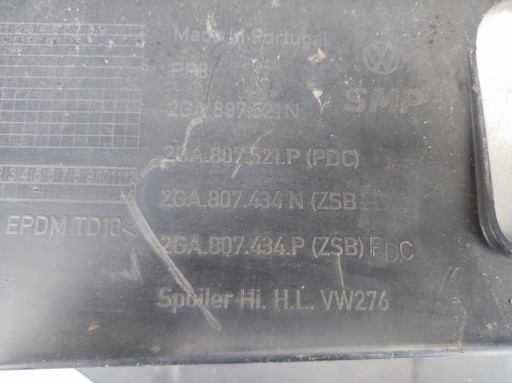 Made in Portugal
2GA.807.521 N
SMP
2GA.807.521.P (PDC)
2GA.807.434 N (ZSB
EPDM TD10<
2GA.807.434.P (ZSB) PDC
Spoiler Hi. H.L. VW276